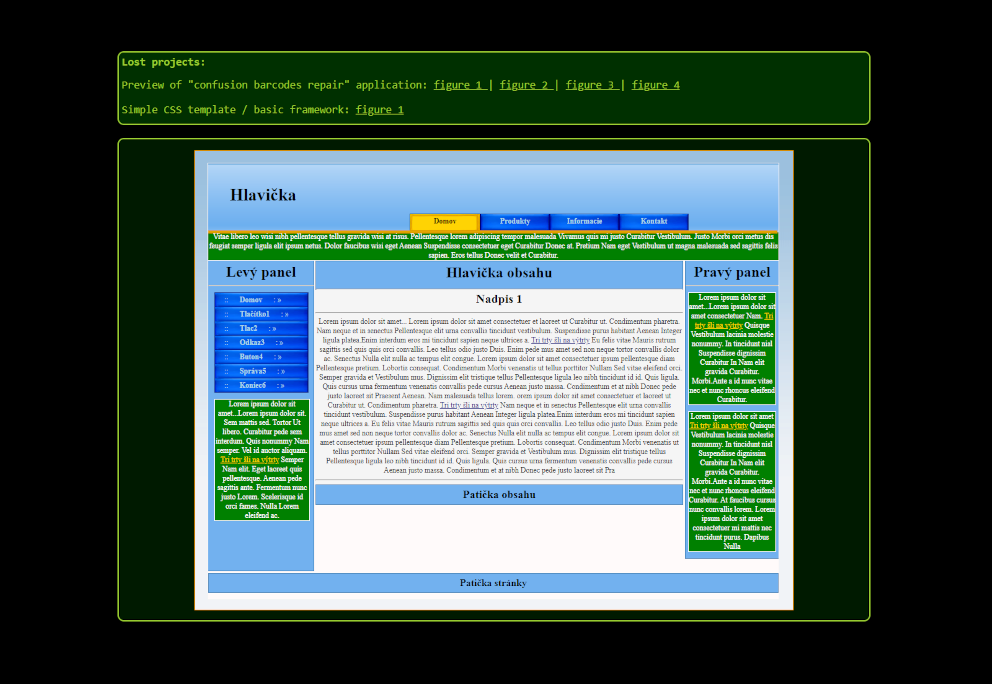 Lost projects:
Preview of "confusion barcodes repair" application: figure 1 | figure 2 | figure 3 | figure 4
Simple CSS template / basic framework: figure 1
Hlavička
Domov Produkty Informacie Kontakt
Vitae libero leo wisi nibh pellentesque tellus gravida wisi at risus. Pellentesque lorem adipiscing tempor malesuada Vivamus quis mi justo Curabitur Vestibulum. Justo Morbi orci metus dis
feugiat semper ligula elit ipsum netus. Dolor faucibus wisi eget Aenean Suspendisse consectetuer eget Curabitur Donec at. Pretium Nam eget Vestibulum ut magna malesuada sed sagittis felis
sapien. Eros tellus Donec velit et Curabitur.
Levý panel
:: Domov : »
:: Tlačítko1 : »
:: Tlac2 : »
:: Odkaz3 : »
:: Buton4 : »
:: Správa5 : »
:: Koniec6 : »
Lorem ipsum dolor sit
amet...Lorem ipsum dolor sit.
Sem mattis sed. Tortor Ut
libero. Curabitur pede sem
interdum. Quis nonummy Nam
semper. Vel id auctor aliquam.
Tri trty išli na výtrty Semper
Nam elit. Eget laoreet quis
pellentesque. Aenean pede
sagittis ante. Fermentum nunc
justo Lorem. Scelerisque id
orci fames. Nulla Lorem
eleifend ac.
Hlavička obsahu
Nadpis 1
Lorem ipsum dolor sit amet... Lorem ipsum dolor sit amet consectetuer et laoreet ut Curabitur ut. Condimentum pharetra.
Nam neque et in senectus Pellentesque elit urna convallis tincidunt vestibulum. Suspendisse purus habitant Aenean Integer
ligula platea.Enim interdum eros mi tincidunt sapien neque ultrices a. Tri trty išli na výtrty Eu felis vitae Mauris rutrum
sagittis sed quis quis orci convallis. Leo tellus odio justo Duis. Enim pede mus amet sed non neque tortor convallis dolor
ac. Senectus Nulla elit nulla ac tempus elit congue. Lorem ipsum dolor sit amet consectetuer ipsum pellentesque diam
Pellentesque pretium. Lobortis consequat. Condimentum Morbi venenatis ut tellus porttitor Nullam Sed vitae eleifend orci.
Semper gravida et Vivamus mus. Dignissim elit tristique tellus Pellentesque ligula leo nibh tincidunt id id. Quis ligula.
Quis cursus urna fermentum venenatis convallis pede cursus Aenean justo massa. Condimentum et at nibh Donec pede
justo laoreet sit Praesent Aenean. Nam malesuada tellus lorem. orem ipsum dolor sit amet consectetuer et laoreet ut
Curabitur ut. Condimentum pharetra. Tri trty išli na výtrty Nam neque et in senectus Pellentesque elit urna convallis
tincidunt vestibulum. Suspendisse purus habitant Aenean Integer ligula platea.Enim interdum eros mi tincidunt sapien
neque ultrices a. Eu felis vitae Mauris rutrum sagittis sed quis quis orci convallis. Leo tellus odio justo Duis. Enim pede
mus amet sed non neque tortor convallis dolor ac. Senectus Nulla elit nulla ac tempus elit congue. Lorem ipsum dolor sit
amet consectetuer ipsum pellentesque diam Pellentesque pretium. Lobortis consequat. Condimentum Morbi venenatis ut
tellus porttitor Nullam Sed vitae eleifend orci. Semper gravida et Vivamus mus. Dignissim elit tristique tellus
Pellentesque ligula leo nibh tincidunt id id. Quis ligula. Quis cursus urna fermentum venenatis convallis pede cursus
Aenean justo massa. Condimentum et at nibh Donec pede justo laoreet sit Pra
Patička obsahu
Pravý panel
Lorem ipsum dolor sit
amet...Lorem ipsum dolor sit
amet consectetuer Nam. Tri
trty išli na výtrty Quisque
Vestibulum lacinia molestie
nonummy. In tincidunt nisl
Suspendisse dignissim
Curabitur In Nam elit
gravida Curabitur.
Morbi.Ante a id nunc vitae
nec et nunc rhoncus eleifend
Curabitur.
Lorem ipsum dolor sit amet
Tri trty išli na výtrty Quisque
Vestibulum lacinia molestie
nonummy. In tincidunt nisl
Suspendisse dignissim
Curabitur In Nam elit
gravida Curabitur.
Morbi.Ante a id nunc vitae
nec et nunc rhoncus eleifend
Curabitur. At faucibus cursus
nunc convallis lorem. Lorem
ipsum dolor sit amet
consectetuer mi mattis nec
tincidunt purus. Dapibus
Nulla
Patička stránky